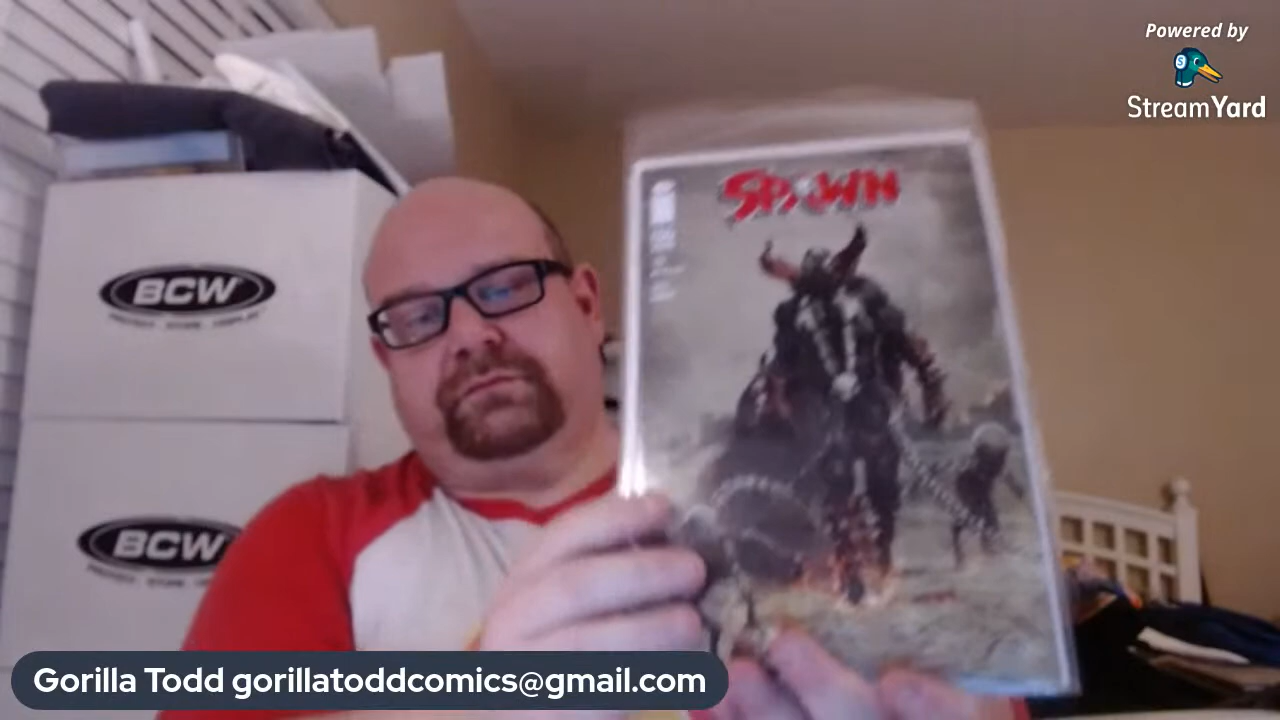 Powered by
StreamYard
SPAWN
BCW
BCW
Gorilla Todd gorillatoddcomics@gmail.com